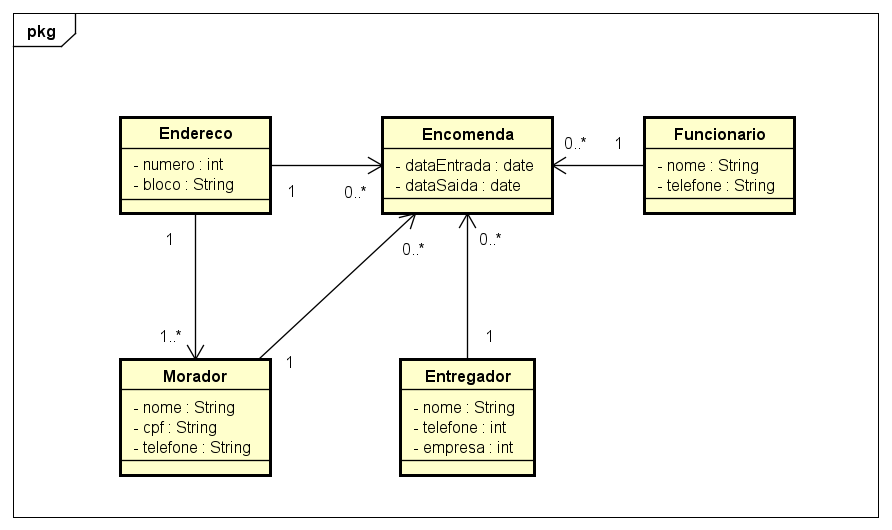 pkg
Endereco
- numero : int
- bloco : String
Encomenda
- dataEntrada : date
- dataSaida : date
Funcionario
- nome : String
- telefone : String
1
0..*
0..*
1
1
1..*
1
0..*
0..*
1
Morador
- nome : String
- cpf : String
- telefone : String
Entregador
- nome : String
- telefone : int
- empresa : int